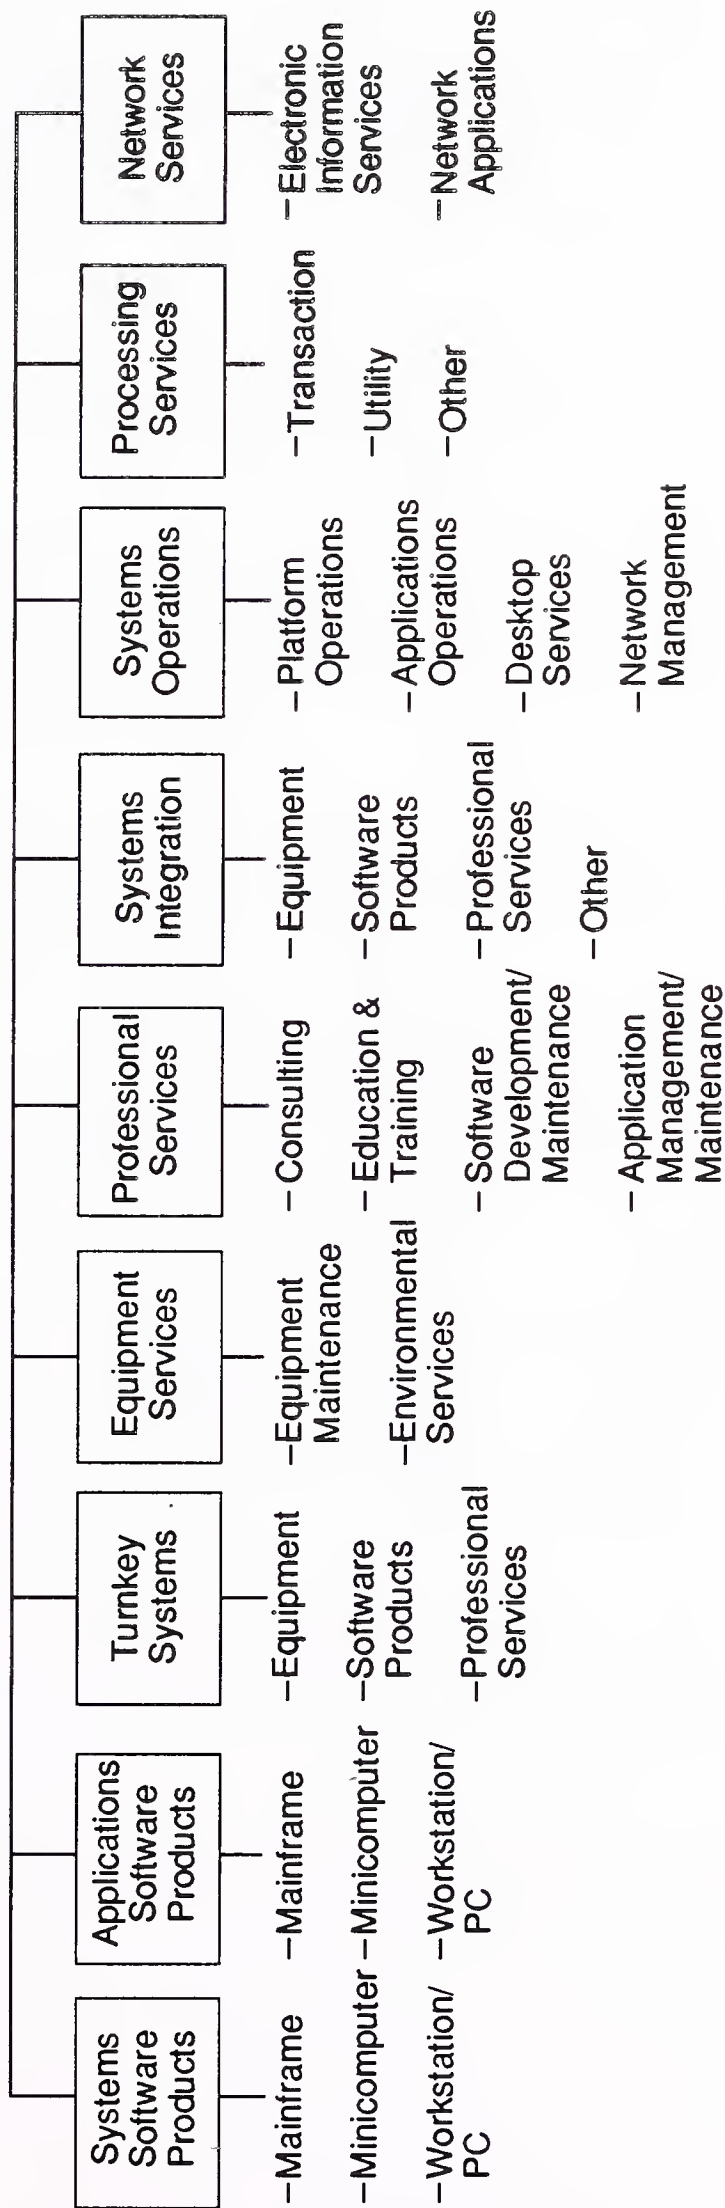 Systems
Software
Products
–Mainframe
–Minicomputer
–Workstation/
PC
Applications
Software
Products
–Mainframe
–Minicomputer
–Workstation/
PC
Turnkey
Systems
–Equipment
–Software
Products
–Professional
Services
Equipment
Services
–Equipment
Maintenance
–Environmental
Services
Professional
Services
–Consulting
–Education &
Training
–Software
Development/
Maintenance
–Application
Management/
Maintenance
Systems
Integration
–Equipment
–Software
Products
–Professional
Services
–Other
Systems
Operations
–Platform
Operations
–Applications
Operations
–Desktop
Services
–Network
Management
Processing
Services
–Transaction
–Utility
–Other
Network
Services
–Electronic
Information
Services
–Network
Applications